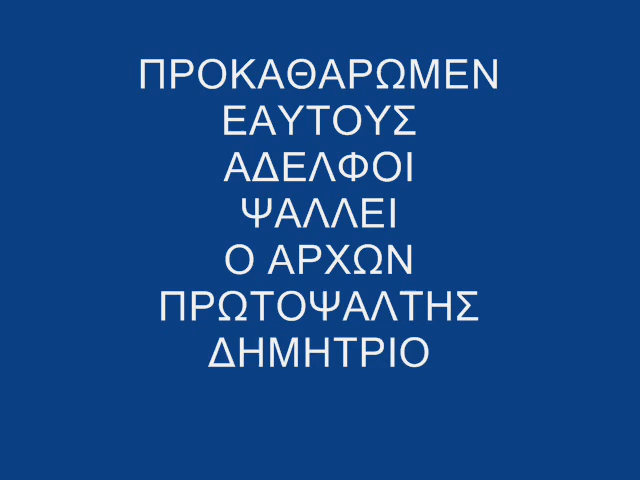 ΠΡΟΚΑΘΑΡΩΜΕΝ
ΕΑΥΤΟΥΣ
ΑΔΕΛΦΟΙ
ΨΑΛΛΕΙ
Ο ΑΡΧΩΝ
ΠΡΩΤΟΨΑΛΤΗΣ
ΔΗΜΗΤΡΙΟ